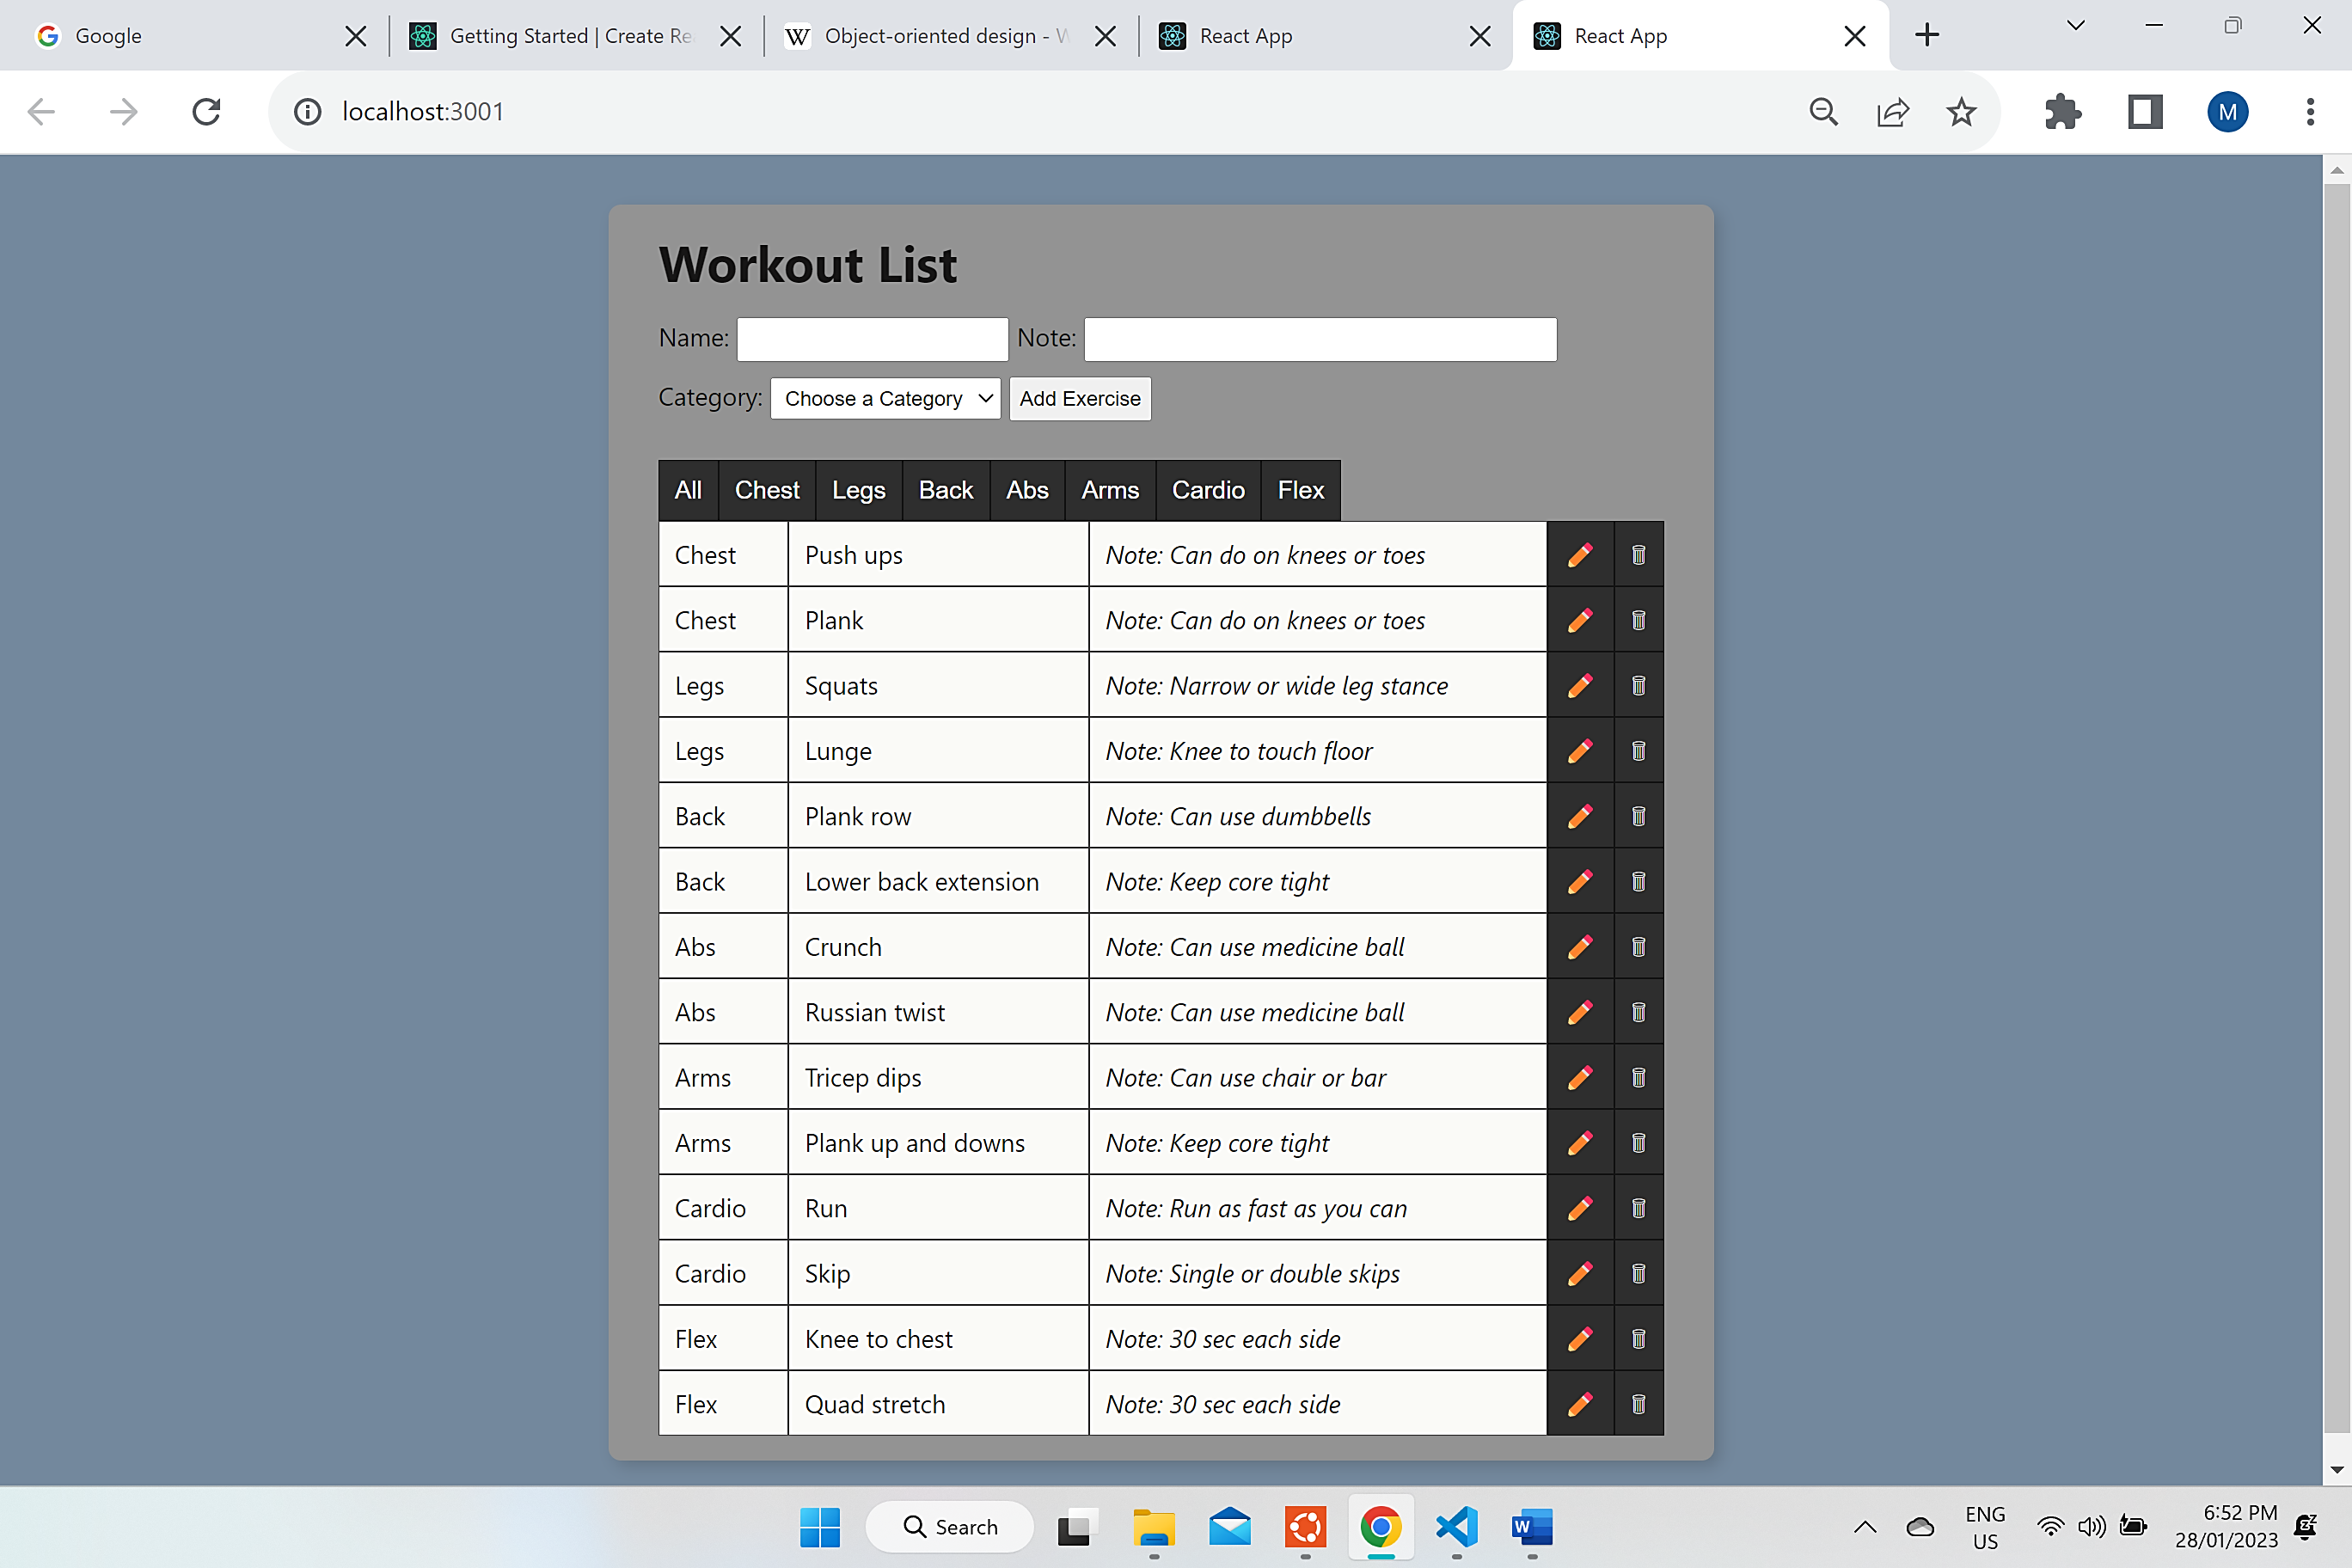 Google
Getting Started | Create Re
Object-oriented design - W
React App
React App
localhost:3001
M
Workout List
Name: Note:
Category: Choose a Category Add Exercise
All Chest Legs Back Abs Arms Cardio Flex
Chest Push ups Note: Can do on knees or toes
Chest Plank Note: Can do on knees or toes
Legs Squats Note: Narrow or wide leg stance
Legs Lunge Note: Knee to touch floor
Back Plank row Note: Can use dumbbells
Back Lower back extension Note: Keep core tight
Abs Crunch Note: Can use medicine ball
Abs Russian twist Note: Can use medicine ball
Arms Tricep dips Note: Can use chair or bar
Arms Plank up and downs Note: Keep core tight
Cardio Run Note: Run as fast as you can
Cardio Skip Note: Single or double skips
Flex Knee to chest Note: 30 sec each side
Flex Quad stretch Note: 30 sec each side
Search
ENG
US
6:52 PM
28/01/2023